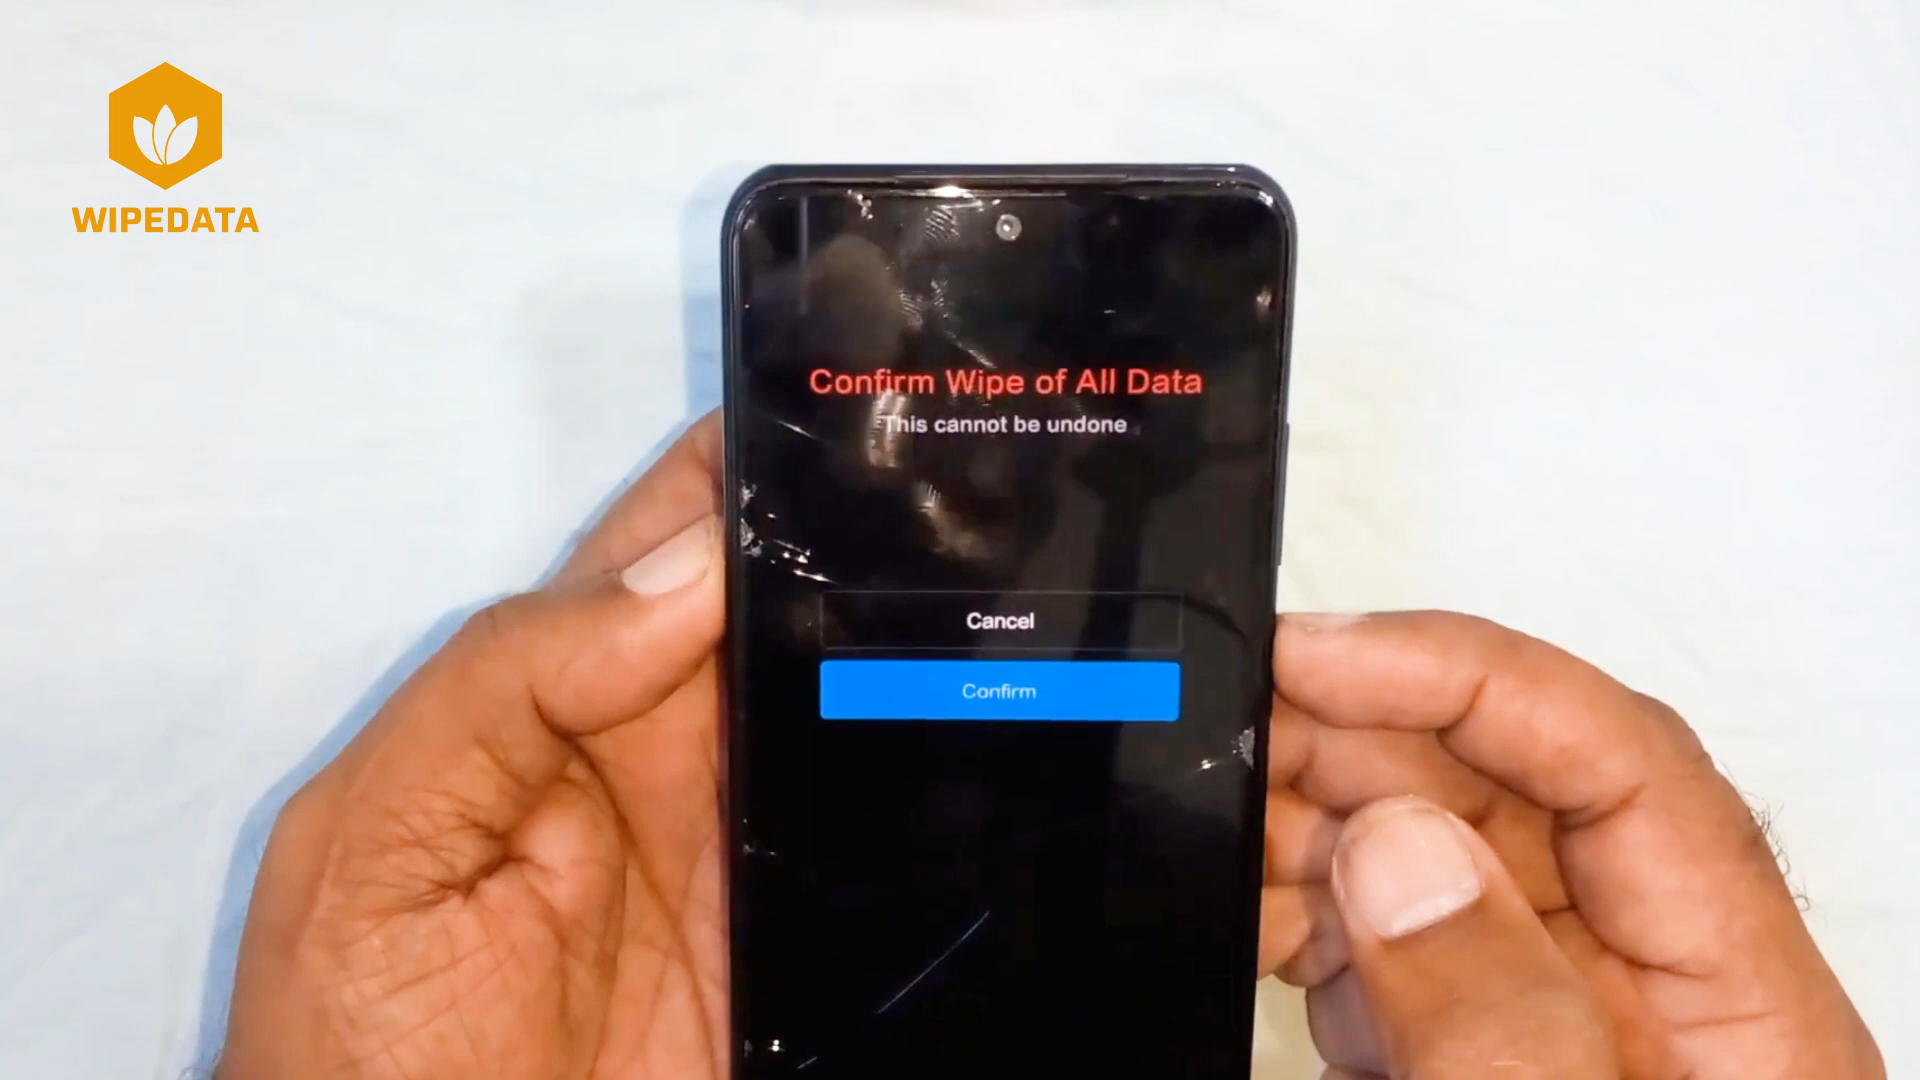 WIPEDATA
Confirm Wipe of All Data
This cannot be undone
Cancel
Confirm